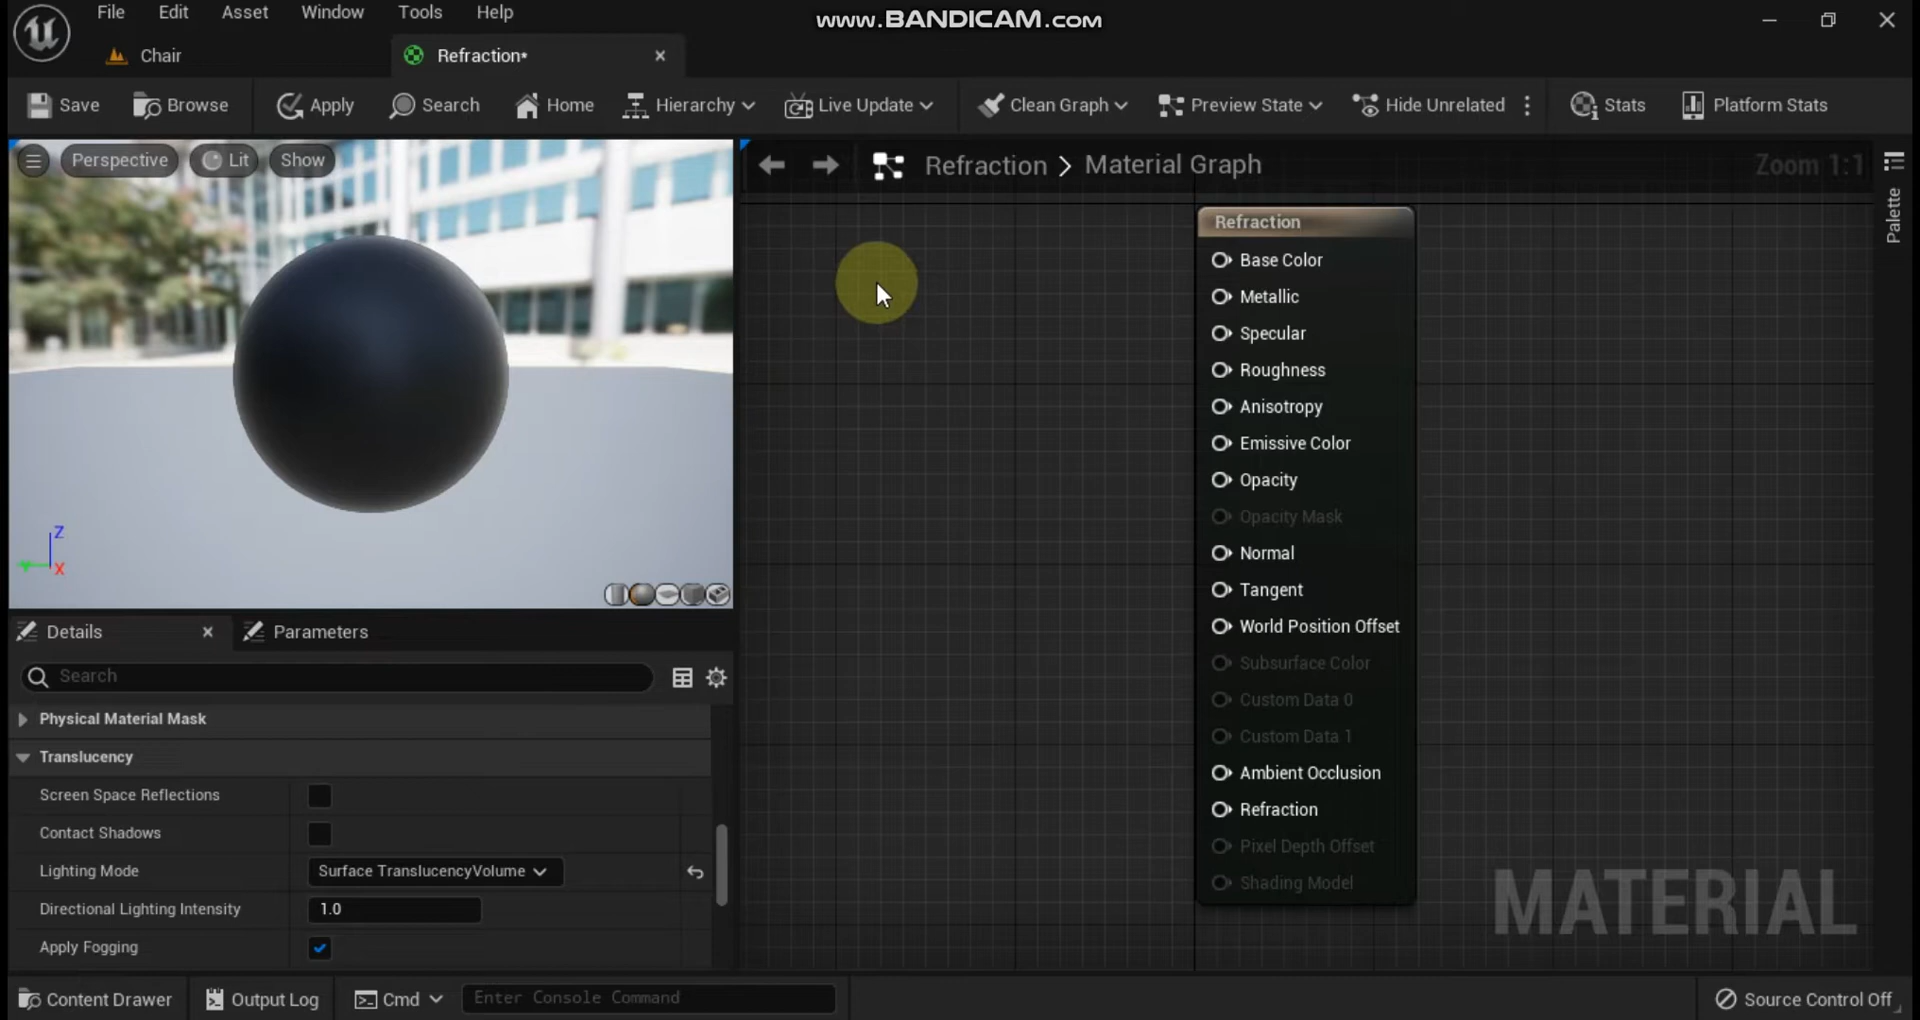 File Edit Asset Window Tools Help
www.BANDICAM.com
Chair
Refraction*
Save Browse Apply Search Home Hierarchy Live Update Clean Graph Preview State Hide Unrelated Stats Platform Stats
Perspective Lit Show
Refraction > Material Graph
Zoom 1:1
Palette
Refraction
Base Color
Metallic
Specular
Roughness
Anisotropy
Emissive Color
Opacity
Opacity Mask
Normal
Tangent
World Position Offset
Subsurface Color
Custom Data 0
Custom Data 1
Ambient Occlusion
Refraction
Pixel Depth Offset
Shading Model
MATERIAL
Z
Y
X
Details Parameters
Search
Physical Material Mask
Translucency
Screen Space Reflections
Contact Shadows
Lighting Mode Surface TranslucencyVolume
Directional Lighting Intensity 1.0
Apply Fogging
Content Drawer Output Log Cmd Enter Console Command Source Control Off